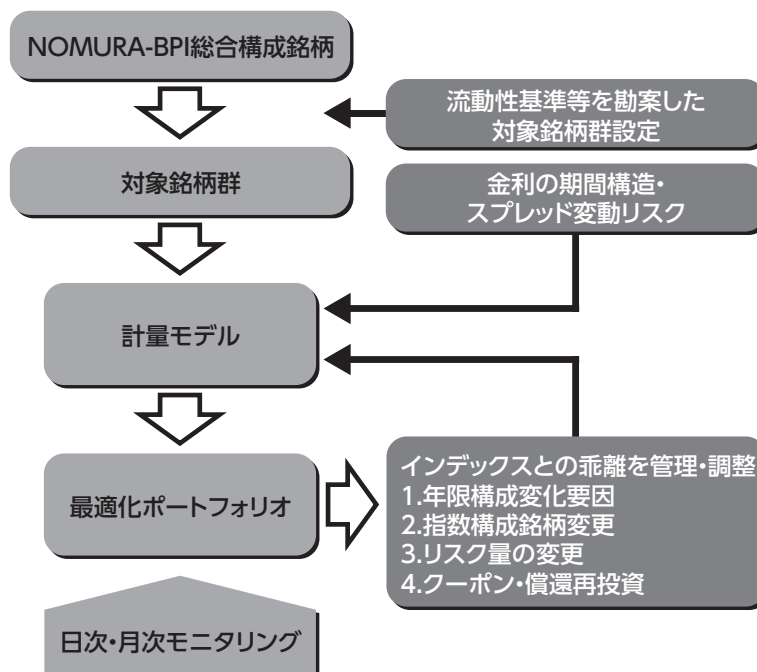 NOMURA-BPI総合構成銘柄
流動性基準等を勘案した
対象銘柄群設定
対象銘柄群
金利の期間構造・
スプレッド変動リスク
計量モデル
最適化ポートフォリオ
インデックスとの乖離を管理・調整
1.年限構成変化要因
2.指数構成銘柄変更
3.リスク量の変更
4.クーポン・償還再投資
日次・月次モニタリング